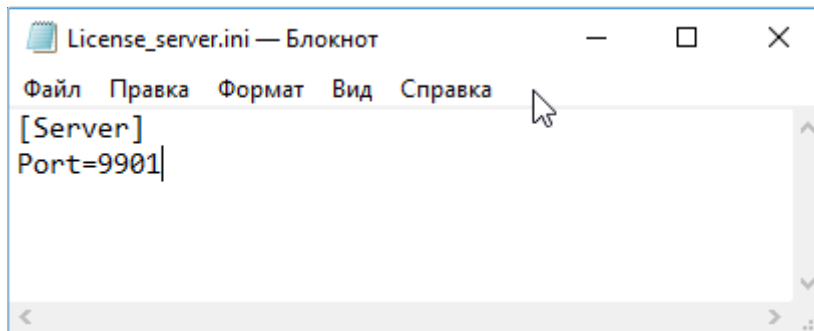 License_server.ini — Блокнот
Файл Правка Формат Вид Справка
[Server]
Port=9901